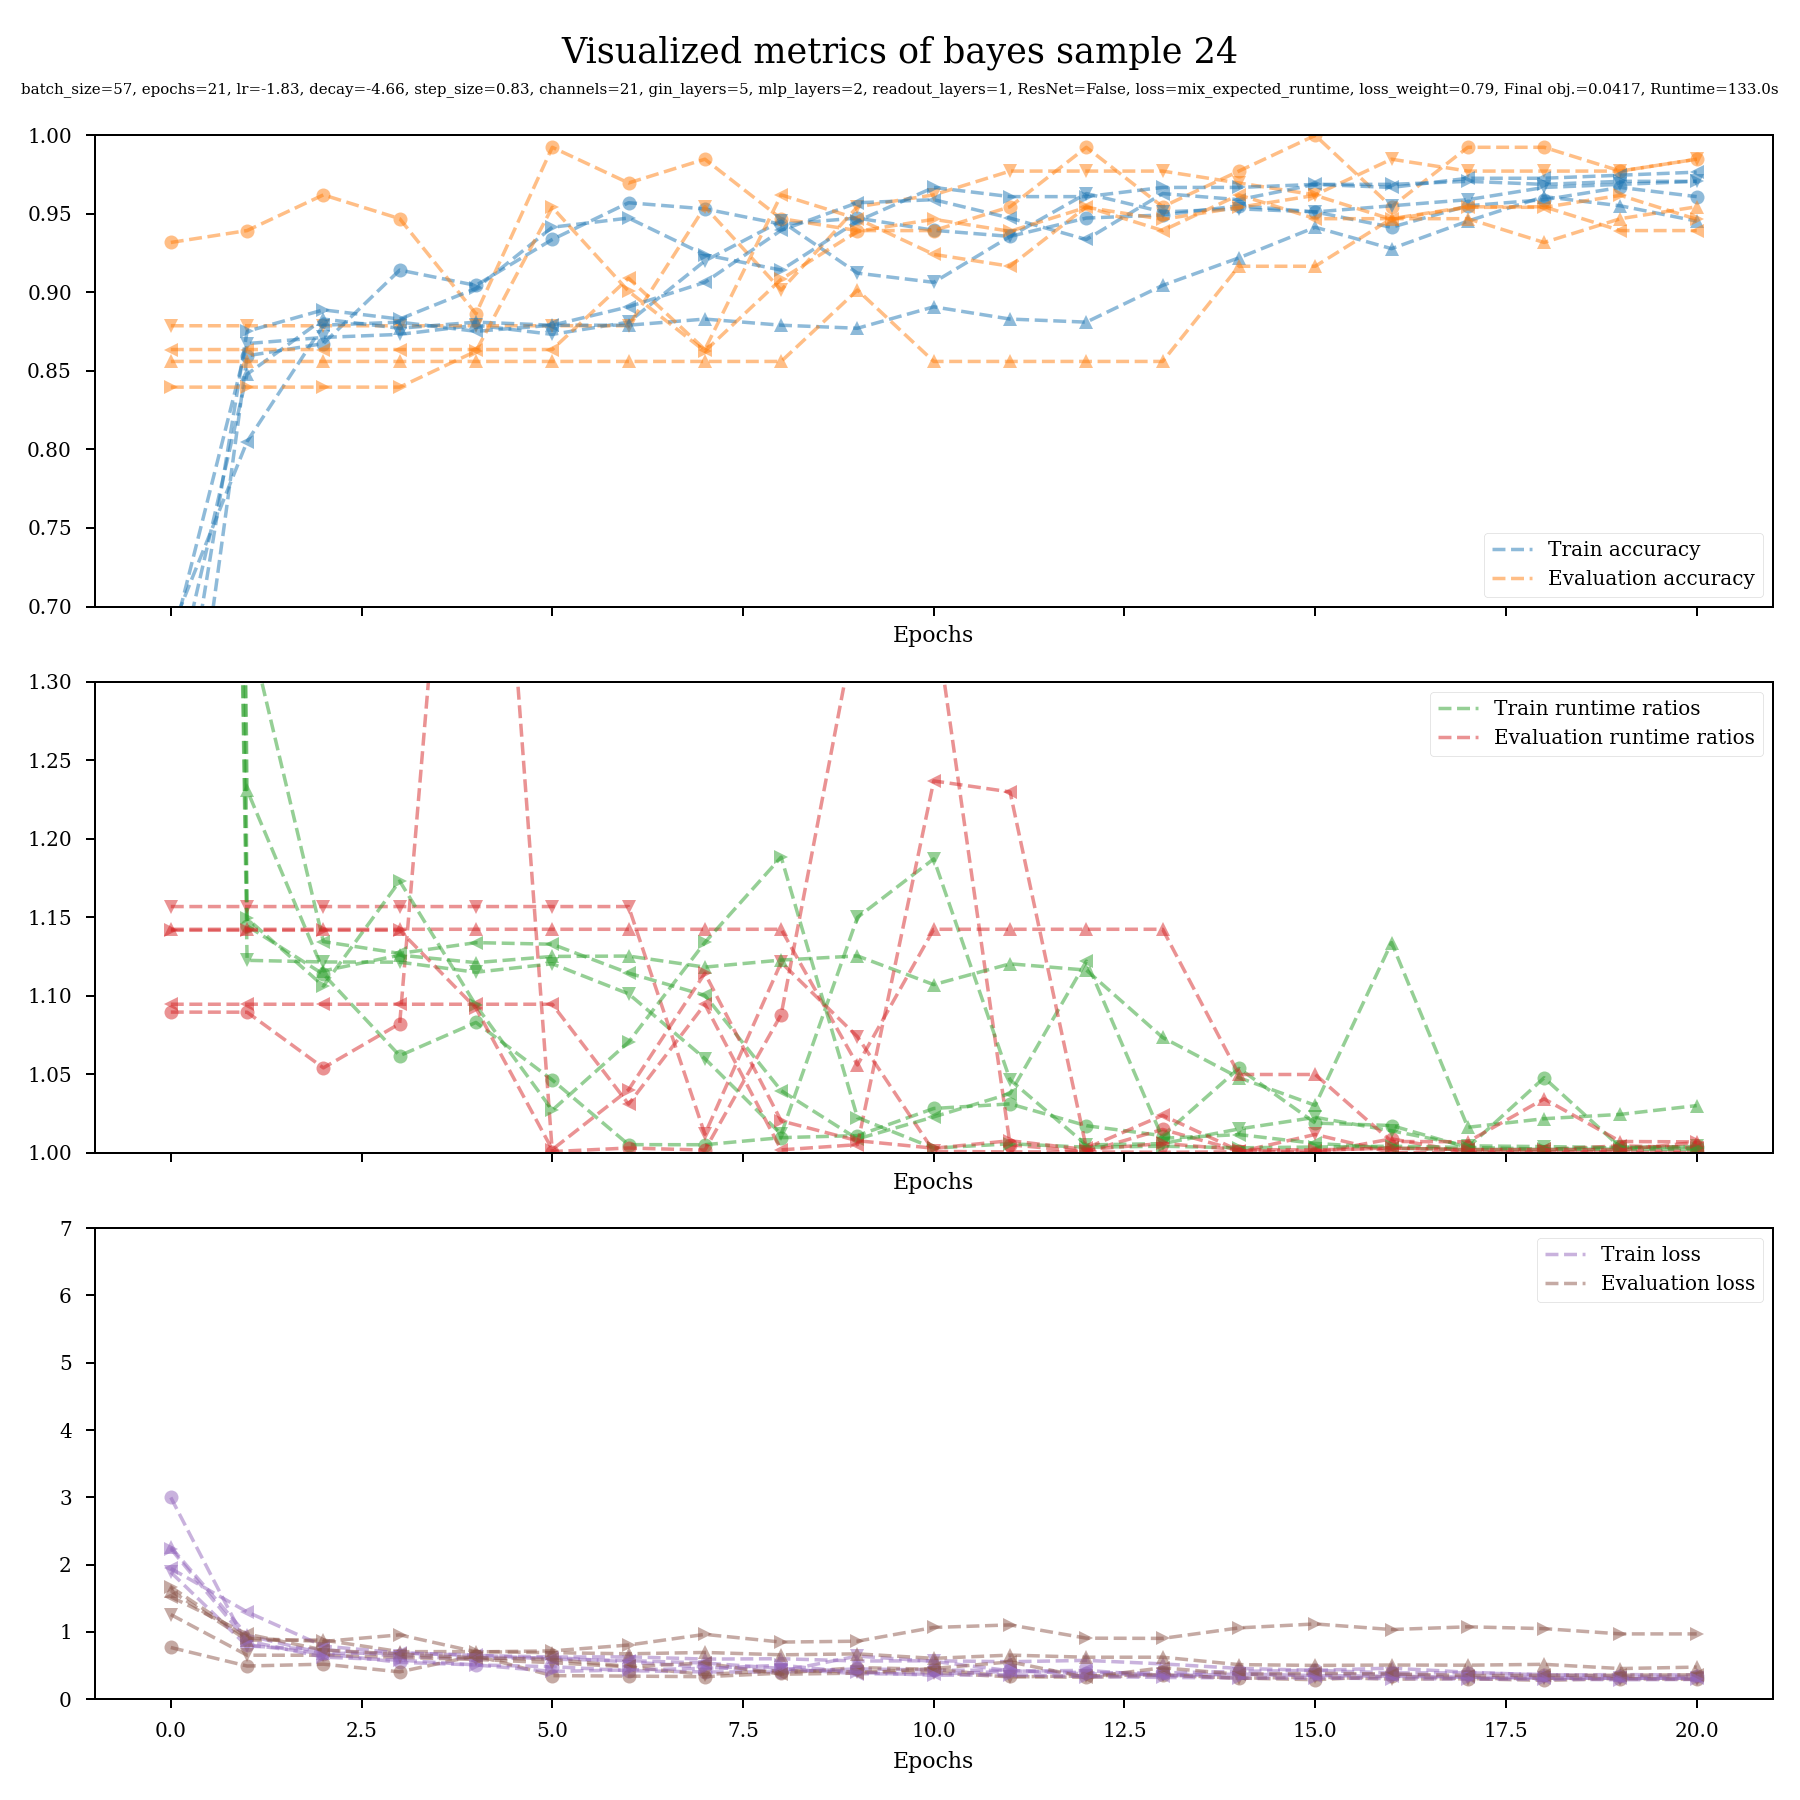 Visualized metrics of bayes sample 24
batch_size=57, epochs=21, lr=-1.83, decay=-4.66, step_size=0.83, channels=21, gin_layers=5, mlp_layers=2, readout_layers=1, ResNet=False, loss=mix_expected_runtime, loss_weight=0.79, Final obj.=0.0417, Runtime=133.0s
1.00
0.95
0.90
0.85
0.80
0.75
0.70
Train accuracy
Evaluation accuracy
Epochs
1.30
1.25
1.20
1.15
1.10
1.05
1.00
Train runtime ratios
Evaluation runtime ratios
Epochs
7
6
5
4
3
2
1
0
Train loss
Evaluation loss
0.0 2.5 5.0 7.5 10.0 12.5 15.0 17.5 20.0
Epochs